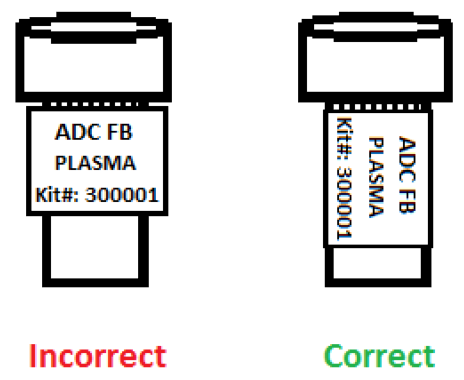 ADC FB
PLASMA
Kit#: 300001
ADC FB
PLASMA
Kit#: 300001
Incorrect
Correct